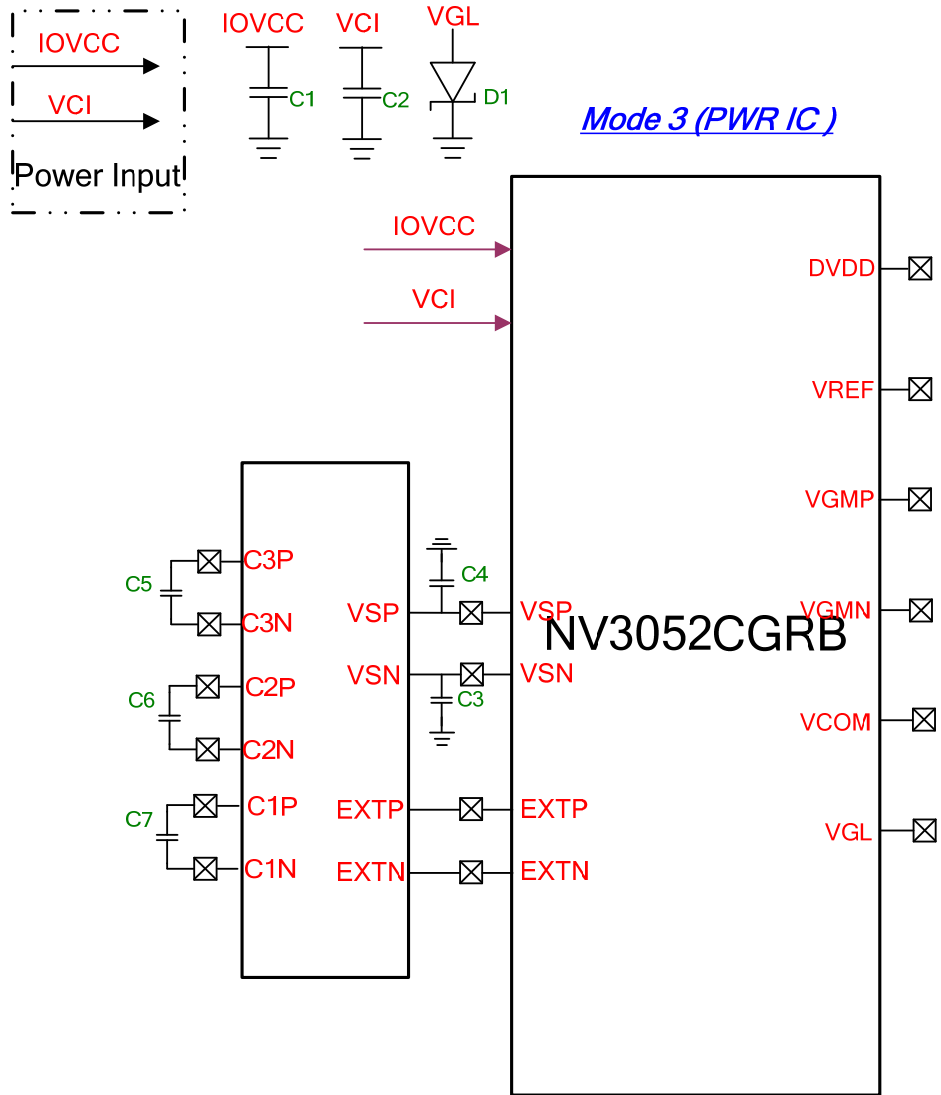 IOVCC
VCI
Power Input
IOVCC
VCI
VGL
C1
C2
D1
Mode 3 (PWR IC )
IOVCC
VCI
DVDD
VREF
VGMP
VGMN
VCOM
VGL
NV3052CGRB
C5
C3P
C3N
C6
C2P
C2N
C7
C1P
C1N
VSP
C4
VSP
VSN
C3
VSN
EXTP
EXTP
EXTN
EXTN